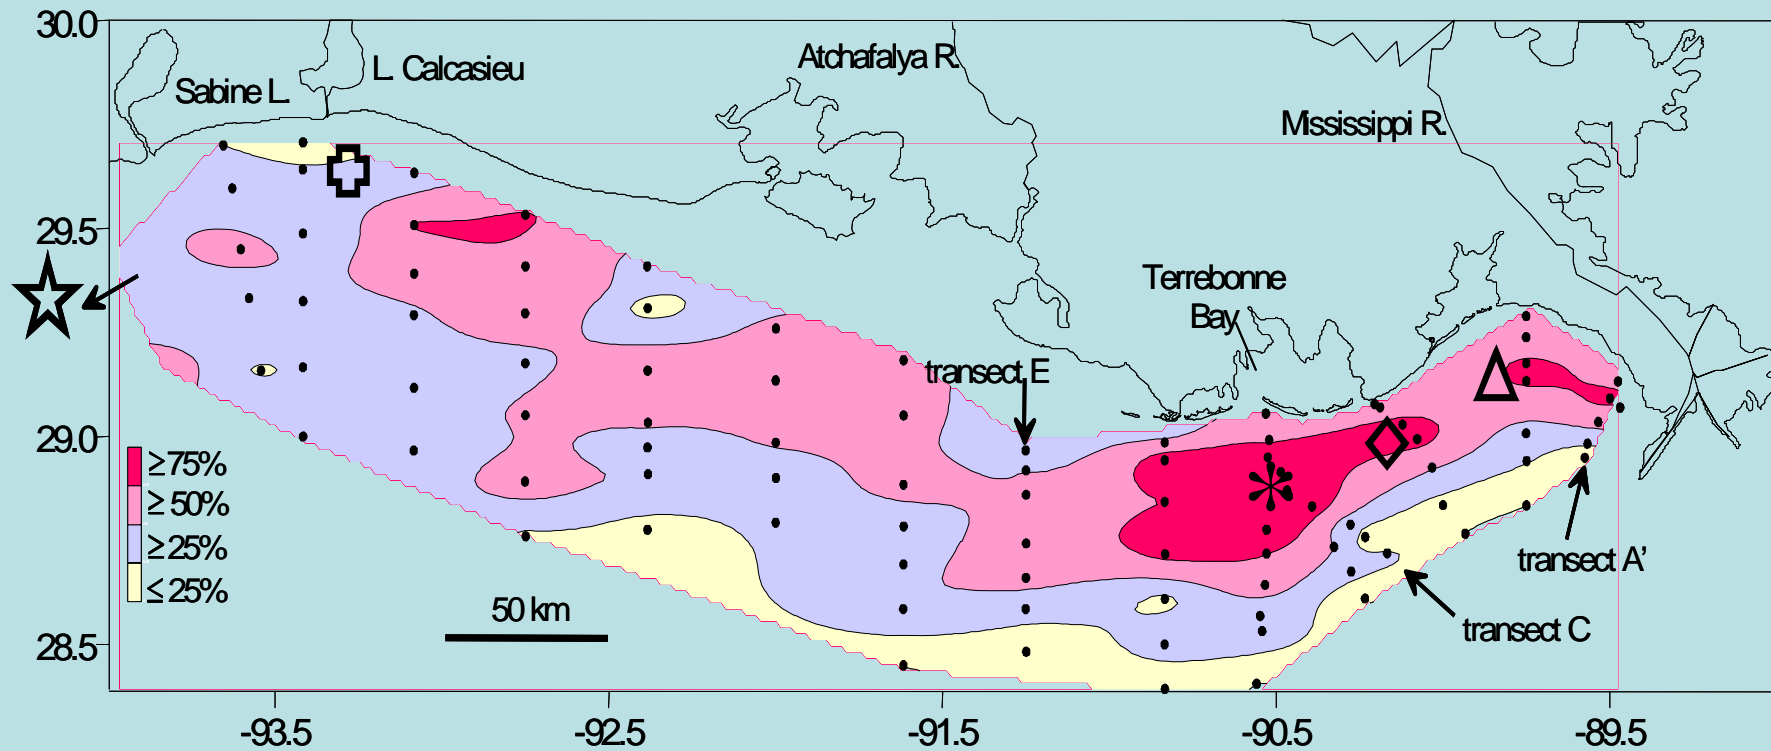 30.0
29.5
29.0
28.5
Sabine L.
L. Calcasieu
Atchafalya R.
Mississippi R.
Terrebonne
Bay
transect E
≥75%
≥ 50%
≥ 25%
≤ 25%
50 km
transect A’
transect C
-93.5
-92.5
-91.5
-90.5
-89.5